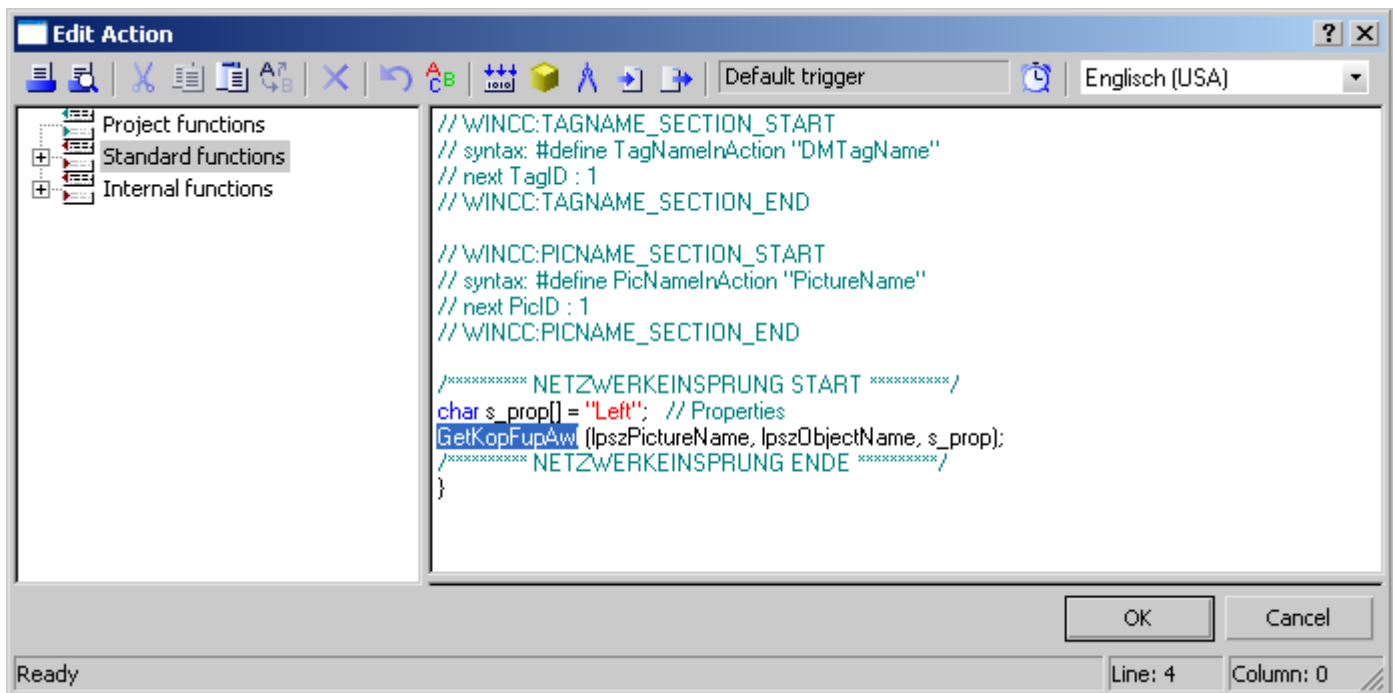 Edit Action
Default trigger
Englisch (USA)
Project functions
Standard functions
Internal functions
// WINCC:TAGNAME_SECTION_START
// syntax: #define TagNameInAction "DMTagName"
// next TagID : 1
// WINCC:TAGNAME_SECTION_END
// WINCC:PICNAME_SECTION_START
// syntax: #define PicNameInAction "PictureName"
// next PicID : 1
// WINCC:PICNAME_SECTION_END
/********** NETZWERKEINSPRUNG START **********/
char s_prop[] = "Left"; // Properties
GetKopFupAwl (lpszPictureName, lpszObjectName, s_prop);
/********** NETZWERKEINSPRUNG ENDE **********/
}
OK
Cancel
Ready
Line: 4
Column: 0